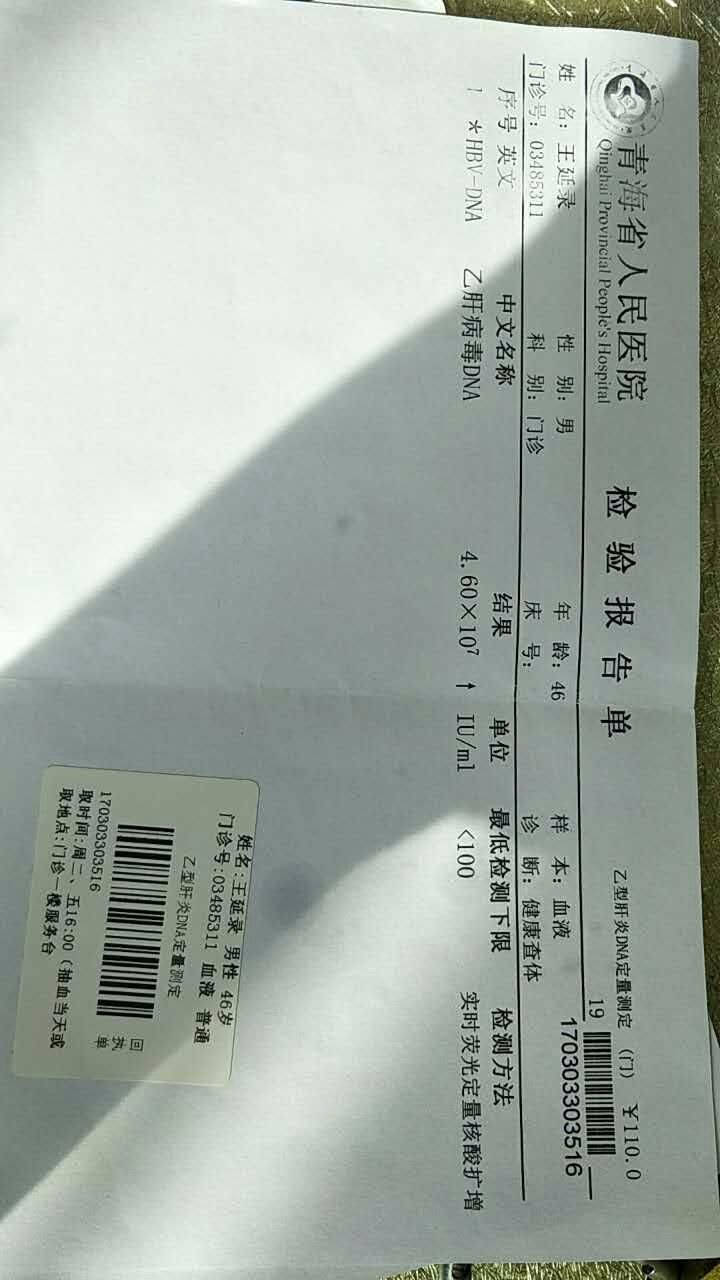 青海省人民医院
Qinghai Provincial People's Hospital
检验报告单
乙型肝炎DNA定量测定 (门) ¥110.0
19
170303303516
姓 名: 王延录 性 别: 男 年 龄: 46 样 本: 血液
门诊号: 03485311 科 别: 门诊 床 号: 诊 断: 健康查体
序号 英文 中文名称 结果 单位 最低检测下限 检测方法
1 *HBV-DNA 乙肝病毒DNA 4.60×10⁷ ↑ IU/ml <100 实时荧光定量核酸扩增
姓名:王延录 男性 46岁
门诊号:03485311 血液 普通
乙型肝炎DNA定量测定
回执单
170303303516
取时间:周二、五16:00(抽血当天或
取地点:门诊一楼服务台